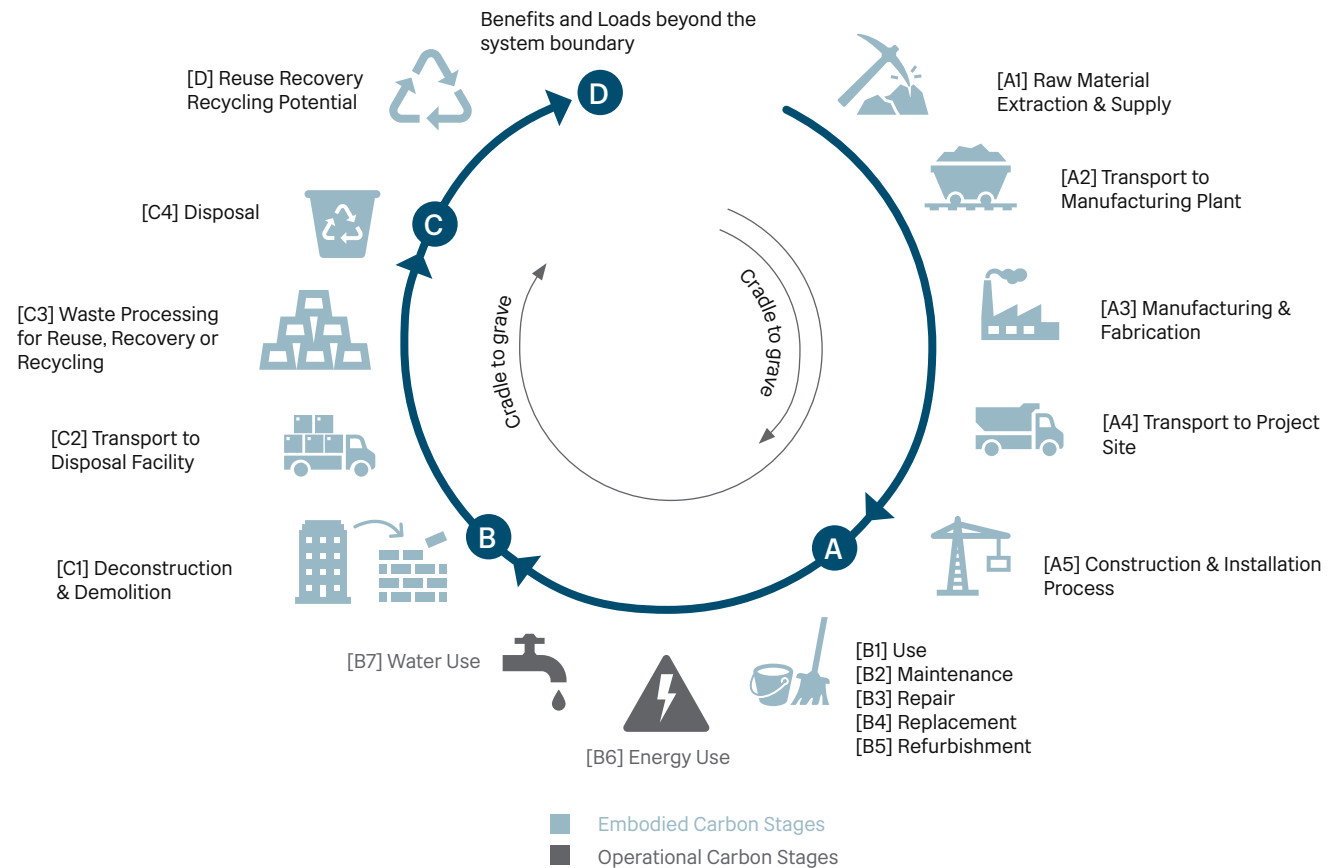 Benefits and Loads beyond the
system boundary
D
[A1] Raw Material
Extraction & Supply
[A2] Transport to
Manufacturing Plant
[A3] Manufacturing &
Fabrication
[A4] Transport to Project
Site
[A5] Construction & Installation
Process
A
[B1] Use
[B2] Maintenance
[B3] Repair
[B4] Replacement
[B5] Refurbishment
[B6] Energy Use
[B7] Water Use
B
[C1] Deconstruction
& Demolition
[C2] Transport to
Disposal Facility
[C3] Waste Processing
for Reuse, Recovery or
Recycling
[C4] Disposal
C
[D] Reuse Recovery
Recycling Potential
Cradle to grave
Cradle to grave
Embodied Carbon Stages
Operational Carbon Stages